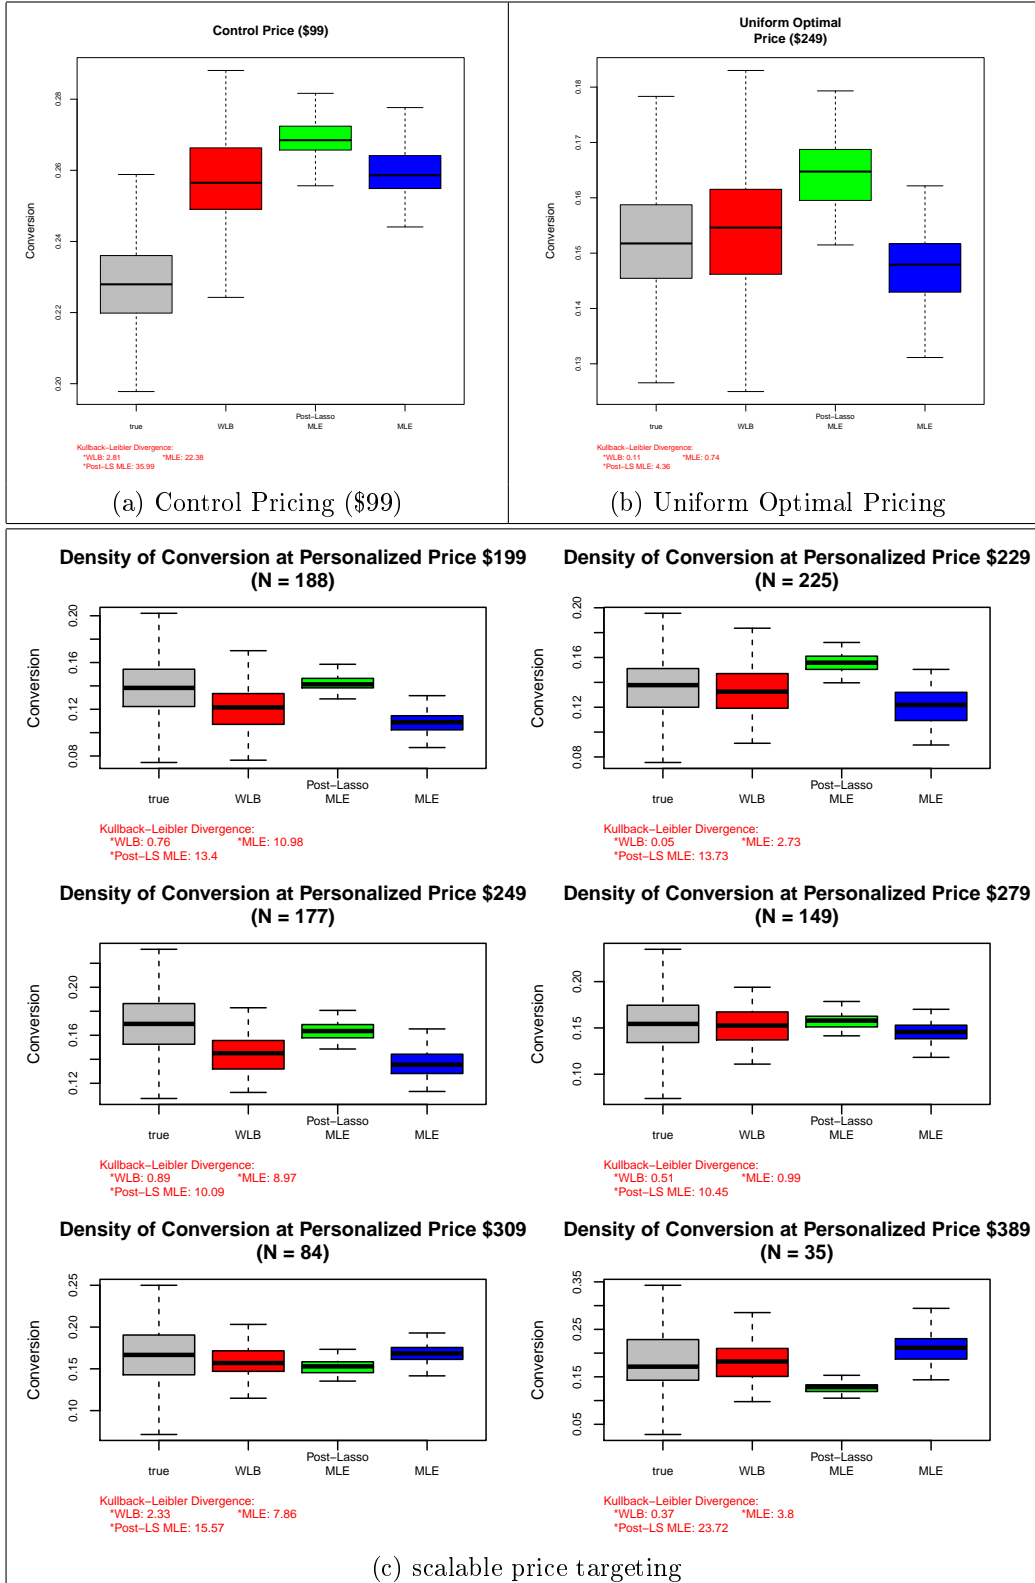 Control Price ($99)
Conversion
0.28
0.26
0.24
0.22
0.20
true
WLB
Post−Lasso
MLE
MLE
Kullback−Leibler Divergence:
*WLB: 2.81 *MLE: 22.38
*Post−LS MLE: 35.99
(a) Control Pricing ($99)
Uniform Optimal
Price ($249)
Conversion
0.18
0.17
0.16
0.15
0.14
0.13
true
WLB
Post−Lasso
MLE
MLE
Kullback−Leibler Divergence:
*WLB: 0.11 *MLE: 0.74
*Post−LS MLE: 4.36
(b) Uniform Optimal Pricing
Density of Conversion at Personalized Price $199
(N = 188)
Conversion
0.20
0.16
0.12
0.08
true
WLB
Post−Lasso
MLE
MLE
Kullback−Leibler Divergence:
*WLB: 0.76 *MLE: 10.98
*Post−LS MLE: 13.4
Density of Conversion at Personalized Price $229
(N = 225)
Conversion
0.20
0.16
0.12
0.08
true
WLB
Post−Lasso
MLE
MLE
Kullback−Leibler Divergence:
*WLB: 0.05 *MLE: 2.73
*Post−LS MLE: 13.73
Density of Conversion at Personalized Price $249
(N = 177)
Conversion
0.20
0.16
0.12
true
WLB
Post−Lasso
MLE
MLE
Kullback−Leibler Divergence:
*WLB: 0.89 *MLE: 8.97
*Post−LS MLE: 10.09
Density of Conversion at Personalized Price $279
(N = 149)
Conversion
0.20
0.15
0.10
true
WLB
Post−Lasso
MLE
MLE
Kullback−Leibler Divergence:
*WLB: 0.51 *MLE: 0.99
*Post−LS MLE: 10.45
Density of Conversion at Personalized Price $309
(N = 84)
Conversion
0.25
0.20
0.15
0.10
true
WLB
Post−Lasso
MLE
MLE
Kullback−Leibler Divergence:
*WLB: 2.33 *MLE: 7.86
*Post−LS MLE: 15.57
Density of Conversion at Personalized Price $389
(N = 35)
Conversion
0.35
0.25
0.15
0.05
true
WLB
Post−Lasso
MLE
MLE
Kullback−Leibler Divergence:
*WLB: 0.37 *MLE: 3.8
*Post−LS MLE: 23.72
(c) scalable price targeting